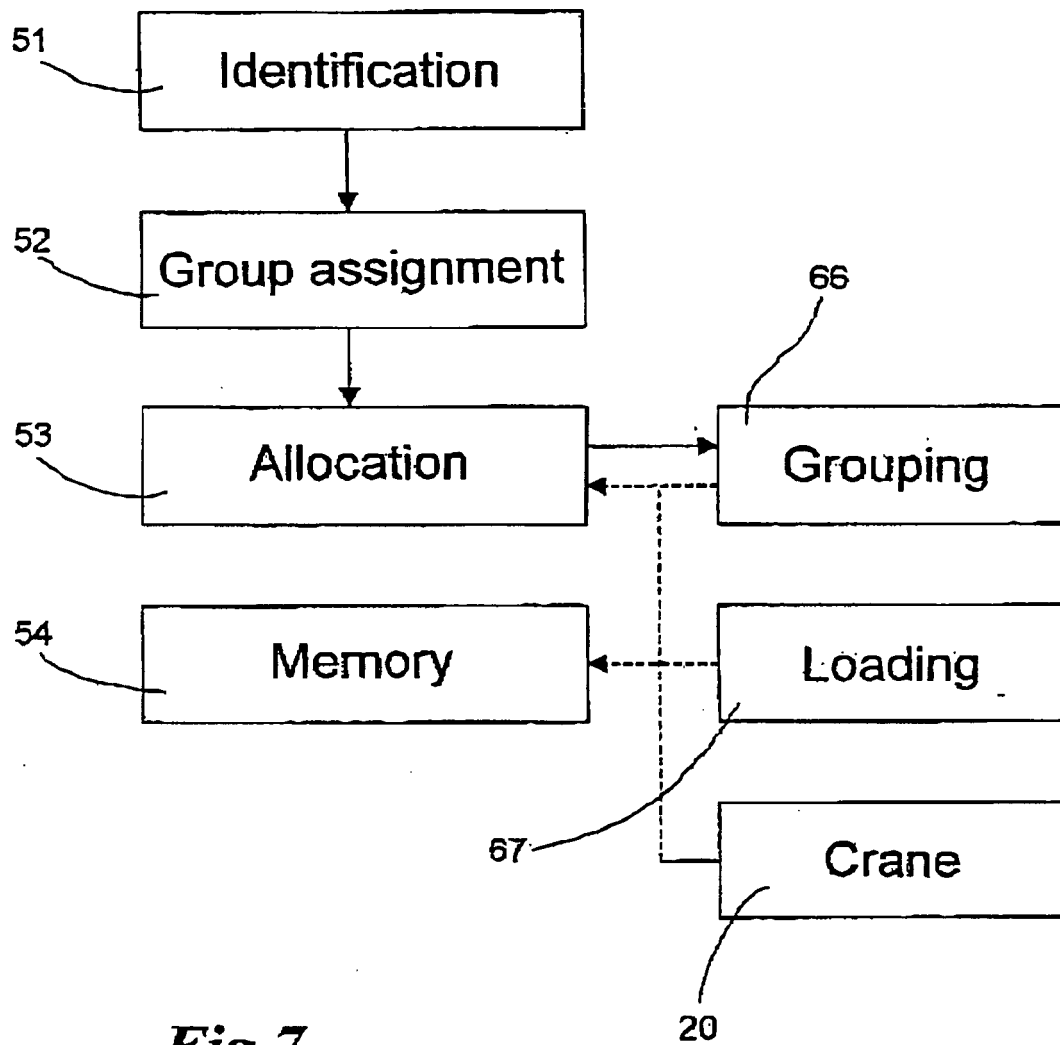 51
Identification
52
Group assignment
66
53
Allocation
Grouping
54
Memory
Loading
67
Crane
20
Fig 7